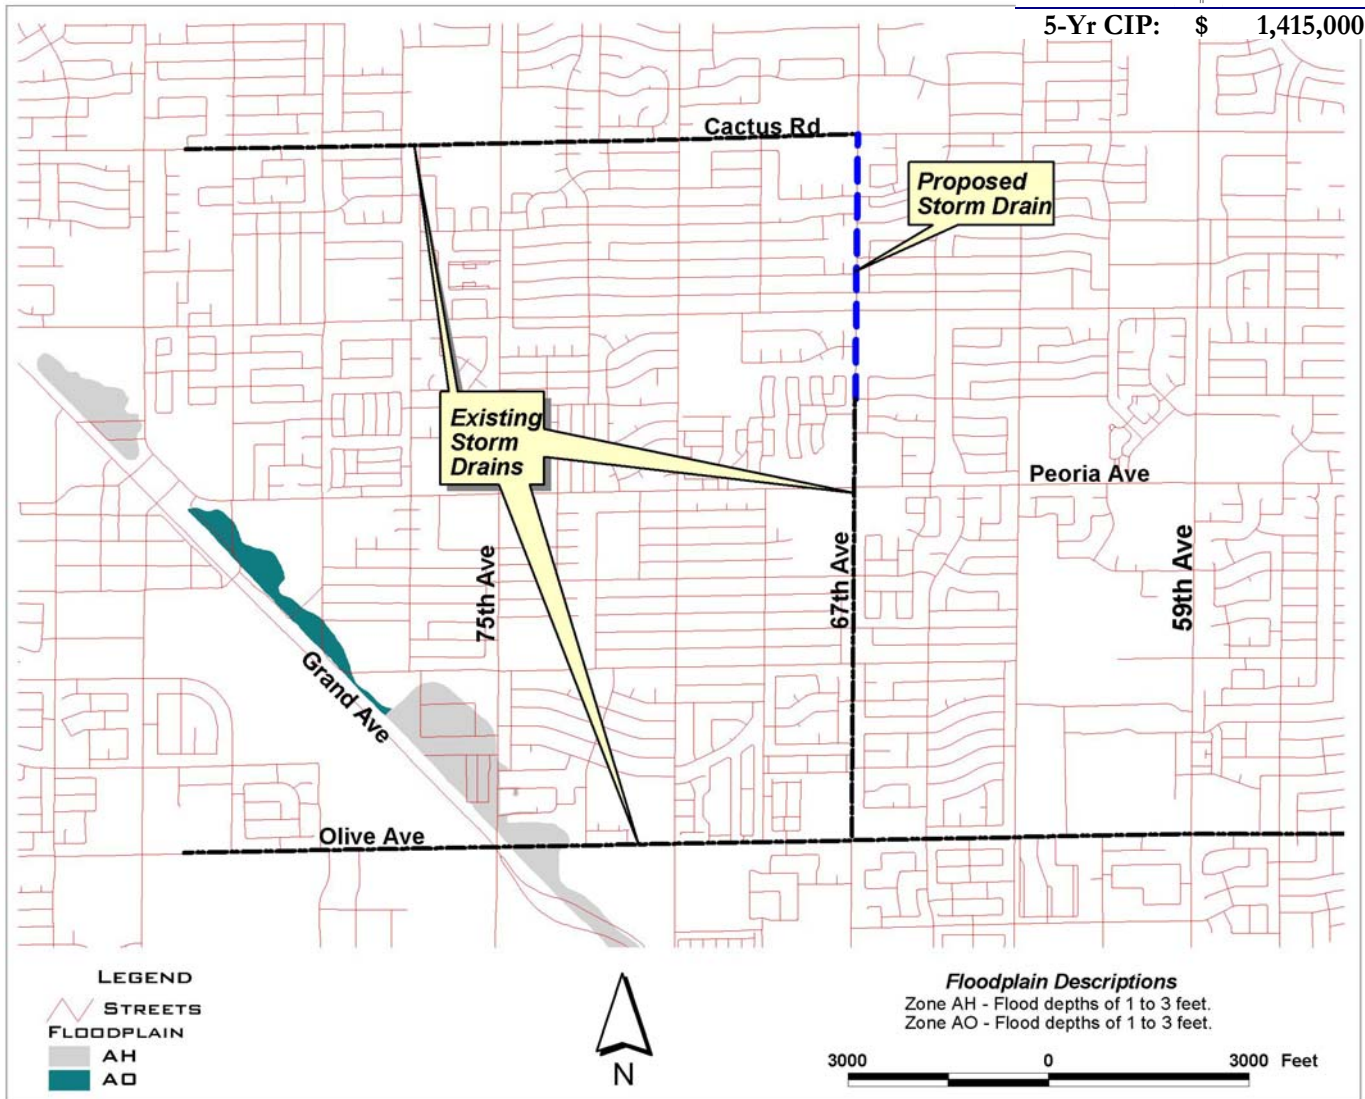 5-Yr CIP: $ 1,415,000
Cactus Rd
Proposed
Storm Drain
Existing
Storm
Drains
Peoria Ave
75th Ave
67th Ave
59th Ave
Grand Ave
Olive Ave
LEGEND
STREETS
FLOODPLAIN
AH
AO
N
Floodplain Descriptions
Zone AH - Flood depths of 1 to 3 feet.
Zone AO - Flood depths of 1 to 3 feet.
3000 0 3000 Feet